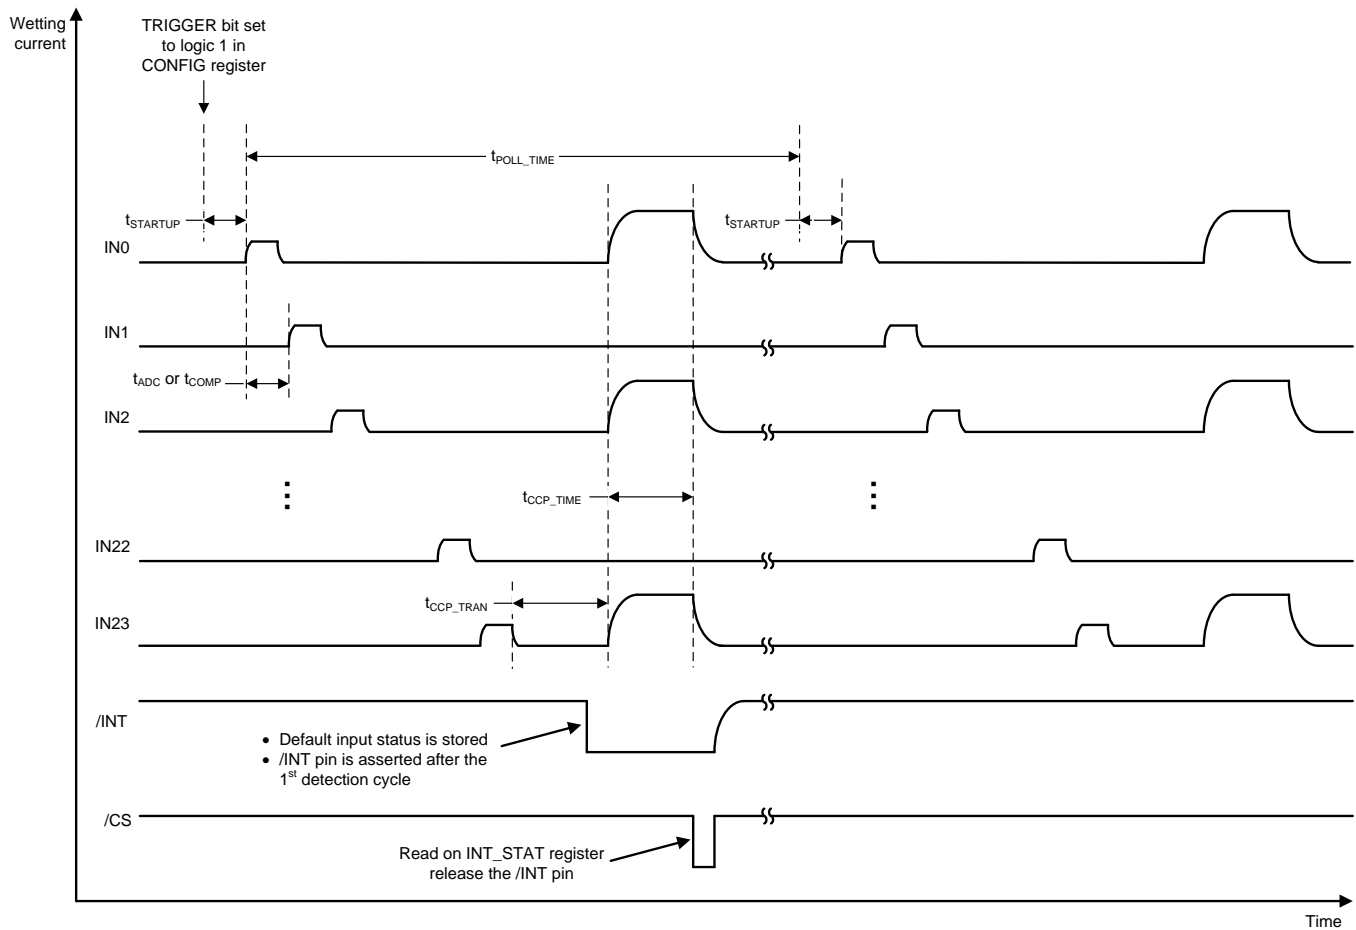 Wetting
current
TRIGGER bit set
to logic 1 in
CONFIG register
tPOLL_TIME
tSTARTUP
tSTARTUP
IN0
IN1
tADC or tCOMP
IN2
tCCP_TIME
IN22
tCCP_TRAN
IN23
/INT
• Default input status is stored
• /INT pin is asserted after the
1st detection cycle
/CS
Read on INT_STAT register
release the /INT pin
Time